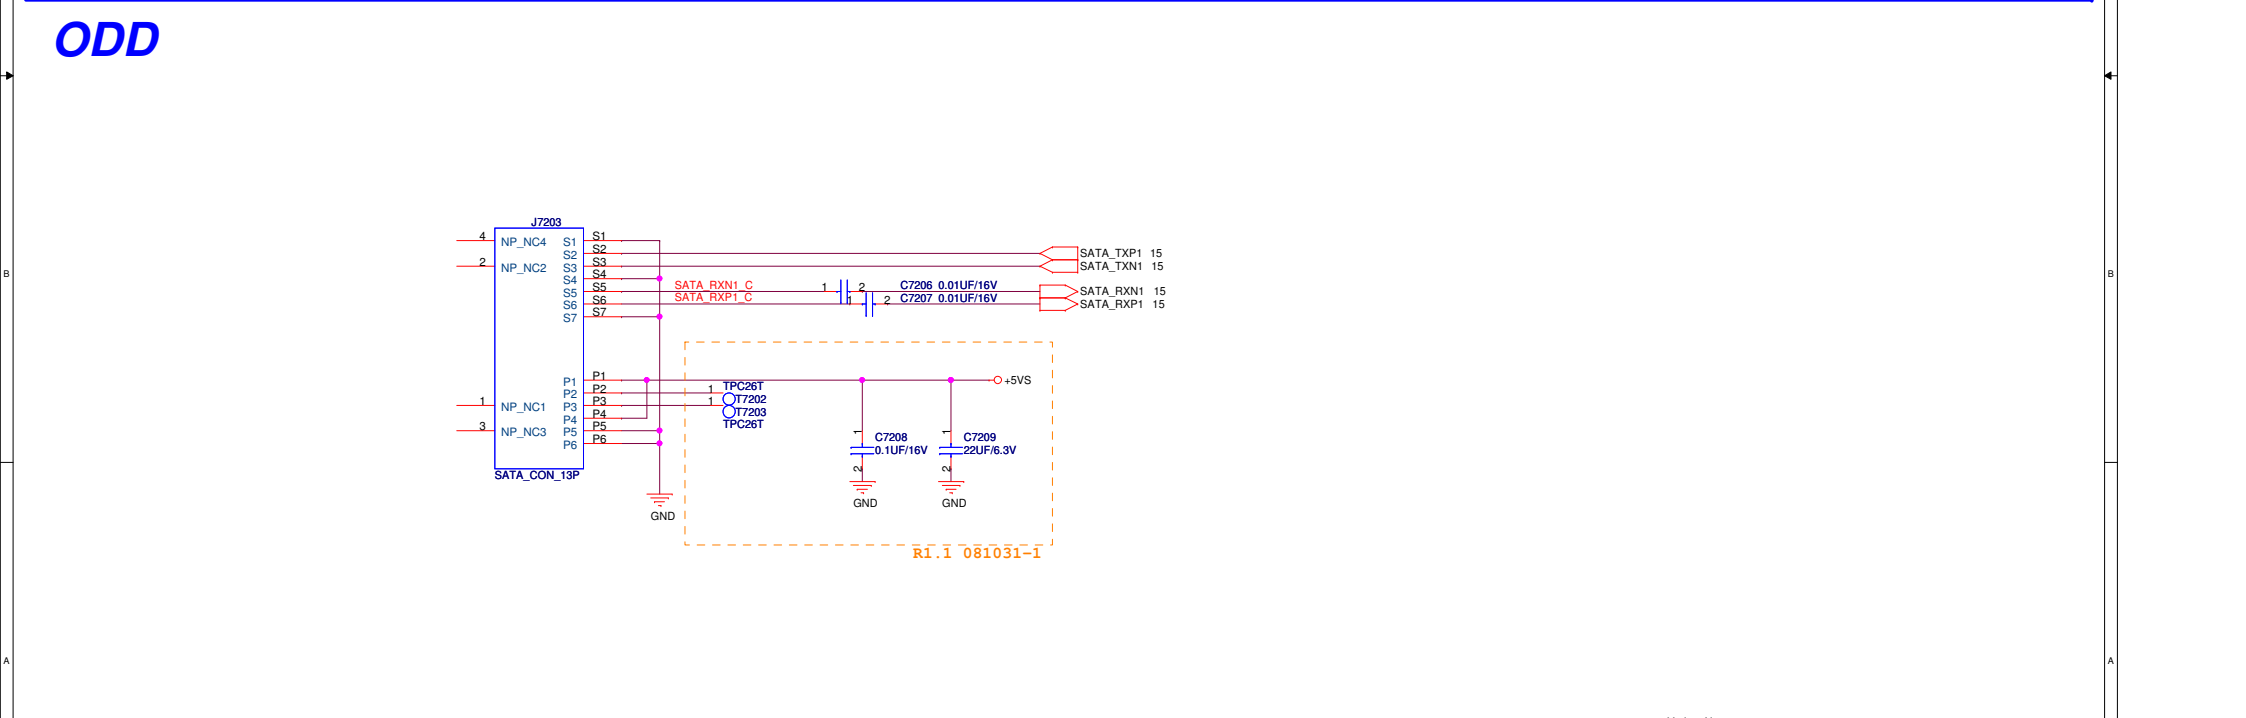 ODD
J7203
4 NP_NC4 S1 S1
S2 S2 SATA_TXP1 15
2 NP_NC2 S3 S3 SATA_TXN1 15
S4 S4
S5 S5 SATA_RXN1_C 1 2 C7206 0.01UF/16V SATA_RXN1 15
S6 S6 SATA_RXP1_C 1 2 C7207 0.01UF/16V SATA_RXP1 15
S7 S7
P1 P1 +5VS
P2 P2 1 TPC26T
T7202
1 NP_NC1 P3 P3 1 T7203
TPC26T
P4 P4
3 NP_NC3 P5 P5
P6 P6
1 C7208 1 C7209
0.1UF/16V 22UF/6.3V
2 2
SATA_CON_13P
GND GND
GND
R1.1 081031-1
B B
A A